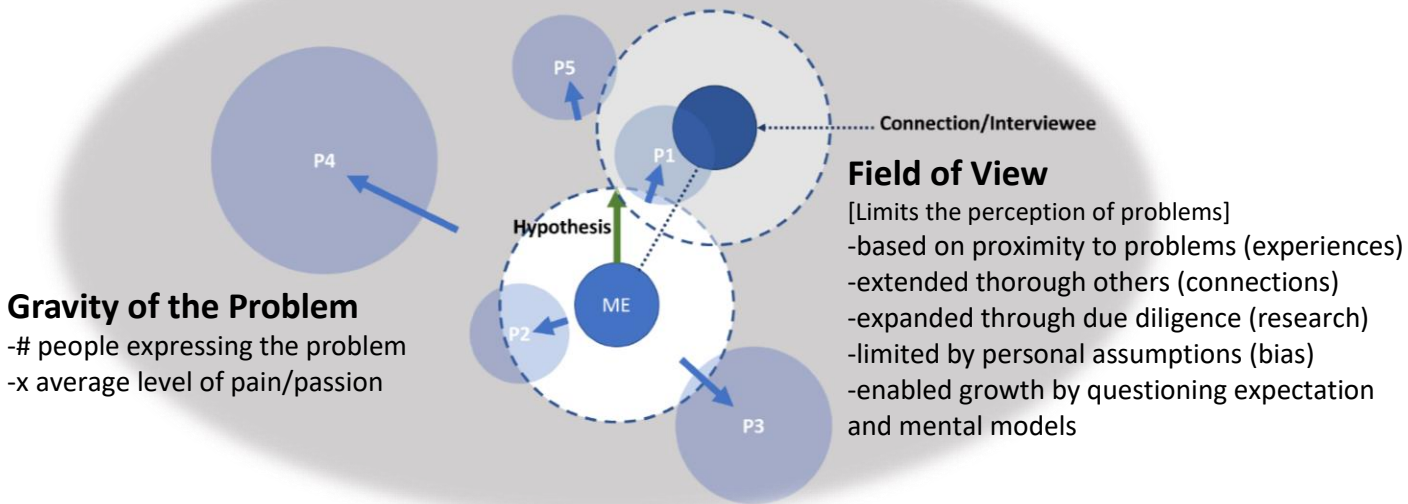 P5
Connection/Interviewee
P1
P4
Field of View
[Limits the perception of problems]
-based on proximity to problems (experiences)
-extended thorough others (connections)
-expanded through due diligence (research)
-limited by personal assumptions (bias)
-enabled growth by questioning expectation
and mental models
Hypothesis
Gravity of the Problem
-# people expressing the problem
-x average level of pain/passion
ME
P2
P3